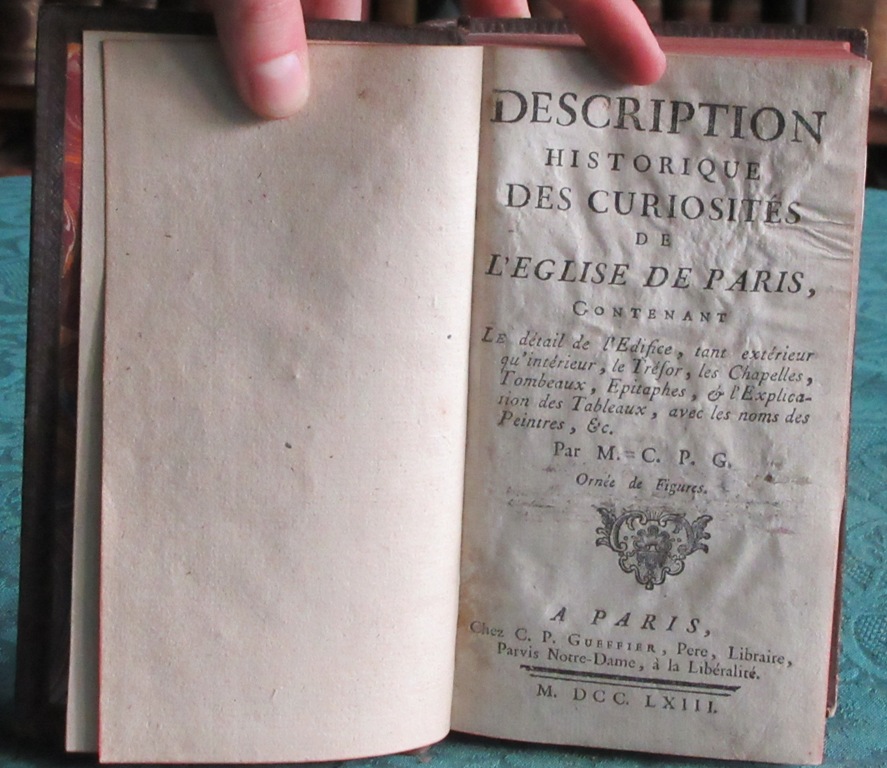 DESCRIPTION
HISTORIQUE
DES CURIOSITÉS
DE
L'EGLISE DE PARIS,
CONTENANT
LE détail de l'Edifice, tant extérieur
qu'intérieur, le Tréſor, les Chapelles,
Tombeaux, Epitaphes, & l'Explica-
tion des Tableaux, avec les noms des
Peintres, &c.
Par M. C. P. G.
Ornée de Figures.
A PARIS,
Chez C. P. GUEFFIER, Pere, Libraire,
Parvis Notre-Dame, à la Libéralité.
M. DCC. LXIII.